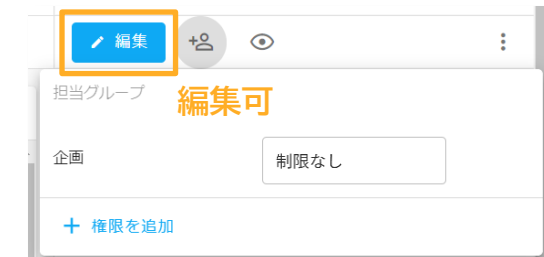 編集
担当グループ
編集可
企画
制限なし
+ 権限を追加